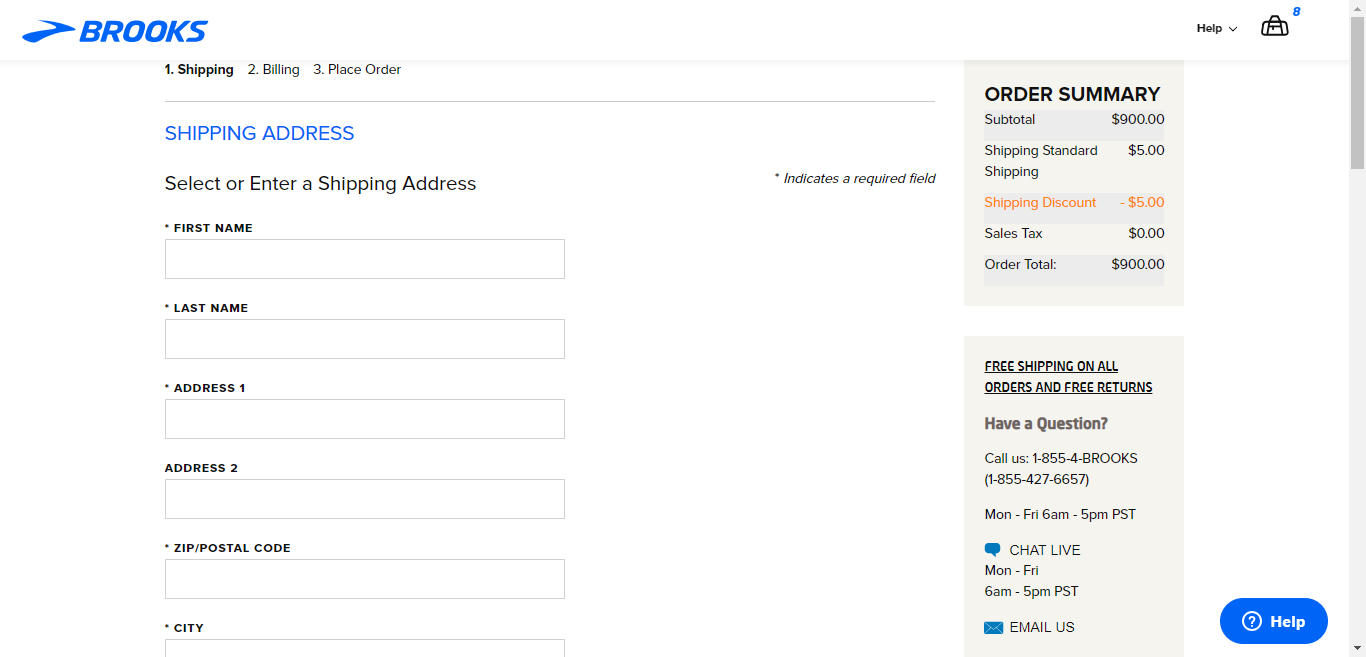 BROOKS
Help
8
1. Shipping 2. Billing 3. Place Order
SHIPPING ADDRESS
Select or Enter a Shipping Address
* Indicates a required field
* FIRST NAME
* LAST NAME
* ADDRESS 1
ADDRESS 2
* ZIP/POSTAL CODE
* CITY
ORDER SUMMARY
Subtotal $900.00
Shipping Standard $5.00
Shipping
Shipping Discount - $5.00
Sales Tax $0.00
Order Total: $900.00
FREE SHIPPING ON ALL
ORDERS AND FREE RETURNS
Have a Question?
Call us: 1-855-4-BROOKS
(1-855-427-6657)
Mon - Fri 6am - 5pm PST
CHAT LIVE
Mon - Fri
6am - 5pm PST
EMAIL US
? Help